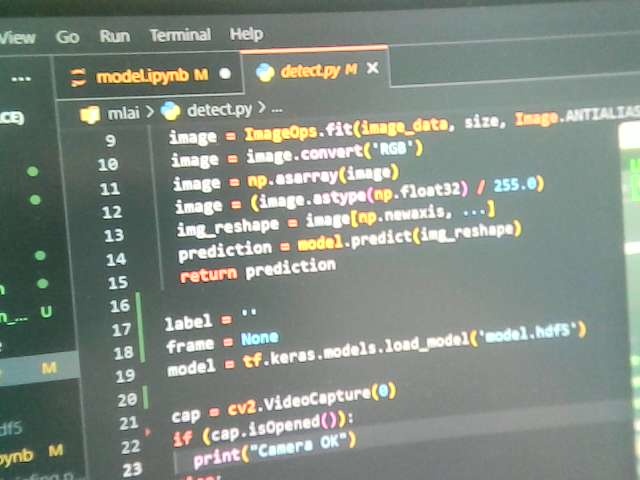 View Go Run Terminal Help
... model.ipynb M detect.py M
mlai > detect.py > ...
9 image = ImageOps.fit(image_data, size, Image.ANTIALIAS
10 image = image.convert('RGB')
11 image = np.asarray(image)
12 image = (image.astype(np.float32) / 255.0)
13 img_reshape = image[np.newaxis, ...]
14 prediction = model.predict(img_reshape)
15 return prediction
16
17 label = ''
18 frame = None
19 model = tf.keras.models.load_model('model.hdf5')
20
21 cap = cv2.VideoCapture(0)
22 if (cap.isOpened()):
23 print("Camera OK")
U
M
df5
ynb M